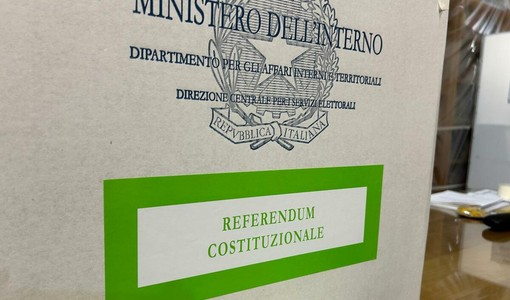 MINISTERO DELL'INTERNO
DIPARTIMENTO PER GLI AFFARI INTERNI E TERRITORIALI
DIREZIONE CENTRALE PER I SERVIZI ELETTORALI
REPVBBLICA ITALIANA
REFERENDUM
COSTITUZIONALE